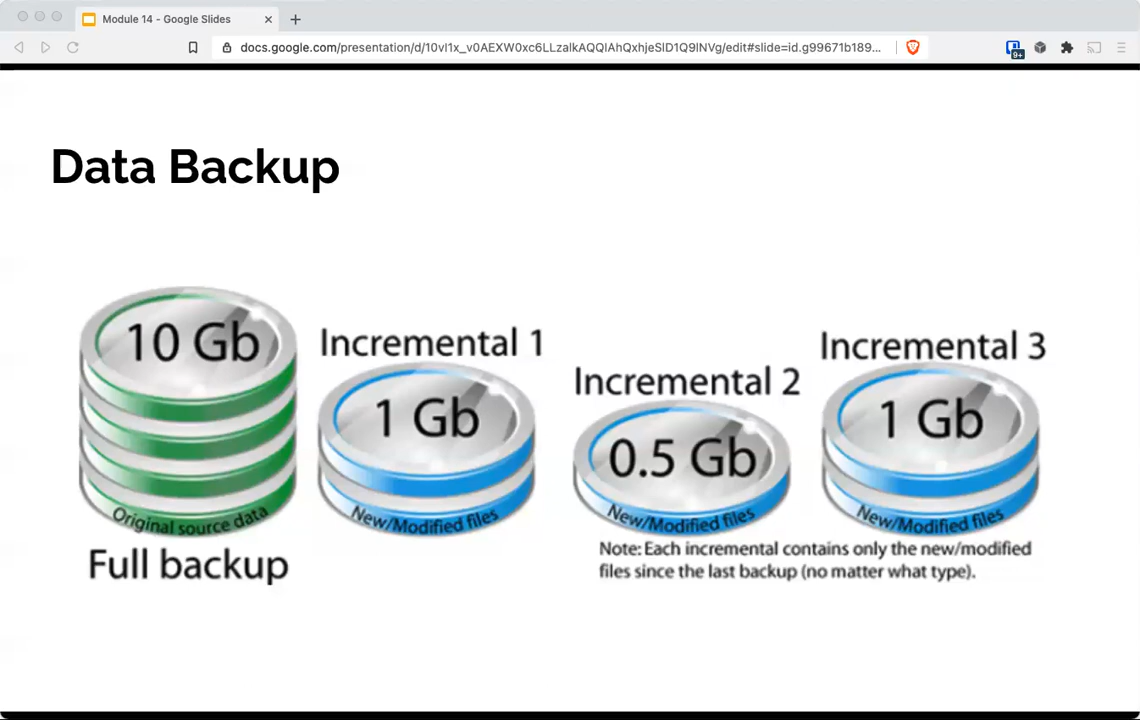 Module 14 - Google Slides
docs.google.com/presentation/d/10vI1x_v0AEXW0xc6LLzalkAQQIAhQxhjeSlD1Q9lNVg/edit#slide=id.g99671b189...
9+
Data Backup
10 Gb
Original source data
Full backup
Incremental 1
1 Gb
New/Modified files
Incremental 2
0.5 Gb
New/Modified files
Incremental 3
1 Gb
New/Modified files
Note: Each incremental contains only the new/modified
files since the last backup (no matter what type).